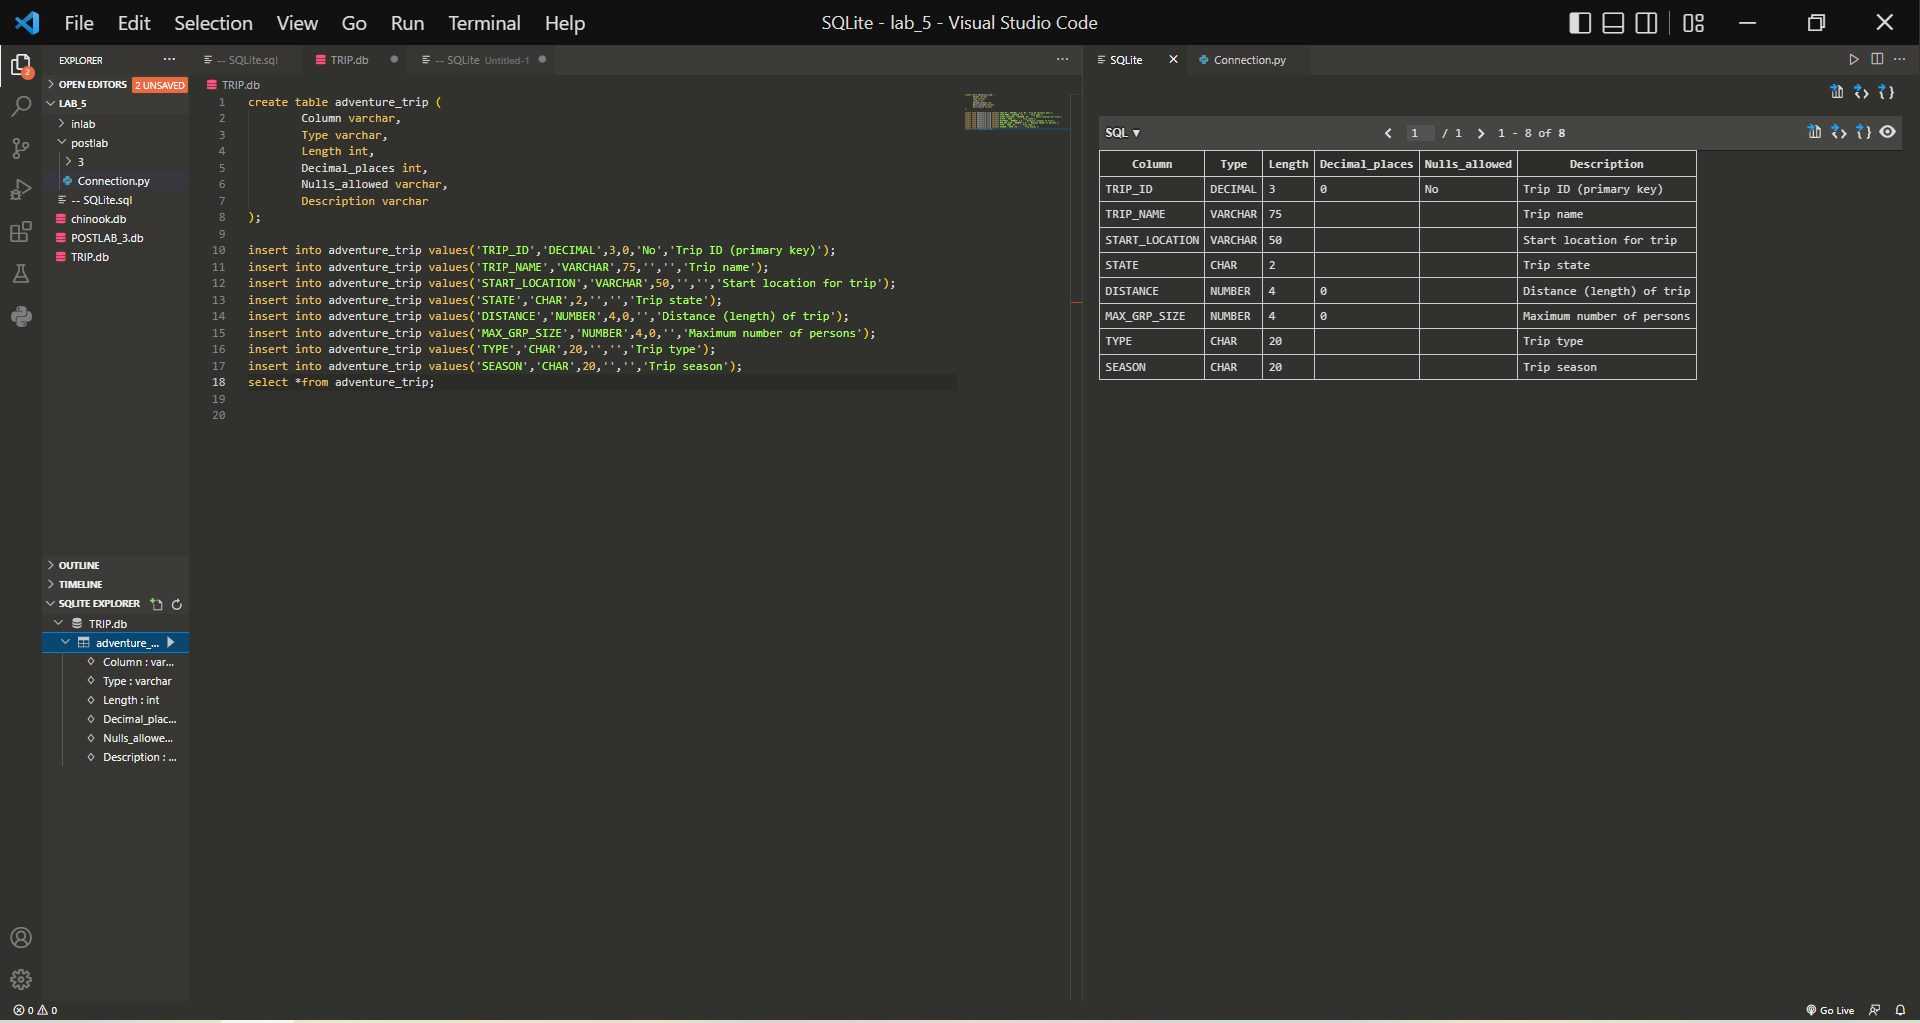 File Edit Selection View Go Run Terminal Help
SQLite - lab_5 - Visual Studio Code
2
EXPLORER ...
OPEN EDITORS 2 UNSAVED
LAB_5
inlab
postlab
3
Connection.py
-- SQLite.sql
chinook.db
POSTLAB_3.db
TRIP.db
OUTLINE
TIMELINE
SQLITE EXPLORER
TRIP.db
adventure_...
Column : var...
Type : varchar
Length : int
Decimal_plac...
Nulls_allowe...
Description : ...
-- SQLite.sql TRIP.db -- SQLite Untitled-1 ...
TRIP.db
1 create table adventure_trip (
2 Column varchar,
3 Type varchar,
4 Length int,
5 Decimal_places int,
6 Nulls_allowed varchar,
7 Description varchar
8 );
9
10 insert into adventure_trip values('TRIP_ID','DECIMAL',3,0,'No','Trip ID (primary key)');
11 insert into adventure_trip values('TRIP_NAME','VARCHAR',75,'','','Trip name');
12 insert into adventure_trip values('START_LOCATION','VARCHAR',50,'','','Start location for trip');
13 insert into adventure_trip values('STATE','CHAR',2,'','','Trip state');
14 insert into adventure_trip values('DISTANCE','NUMBER',4,0,'','Distance (length) of trip');
15 insert into adventure_trip values('MAX_GRP_SIZE','NUMBER',4,0,'','Maximum number of persons');
16 insert into adventure_trip values('TYPE','CHAR',20,'','','Trip type');
17 insert into adventure_trip values('SEASON','CHAR',20,'','','Trip season');
18 select *from adventure_trip;
19
20
SQLite Connection.py ...
SQL ▼ < 1 / 1 > 1 - 8 of 8
Column Type Length Decimal_places Nulls_allowed Description
TRIP_ID DECIMAL 3 0 No Trip ID (primary key)
TRIP_NAME VARCHAR 75 Trip name
START_LOCATION VARCHAR 50 Start location for trip
STATE CHAR 2 Trip state
DISTANCE NUMBER 4 0 Distance (length) of trip
MAX_GRP_SIZE NUMBER 4 0 Maximum number of persons
TYPE CHAR 20 Trip type
SEASON CHAR 20 Trip season
0 0 Go Live